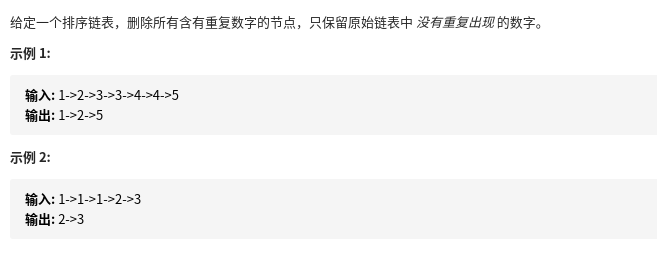 给定一个排序链表，删除所有含有重复数字的节点，只保留原始链表中 没有重复出现 的数字。
示例 1:
输入: 1->2->3->3->4->4->5
输出: 1->2->5
示例 2:
输入: 1->1->1->2->3
输出: 2->3